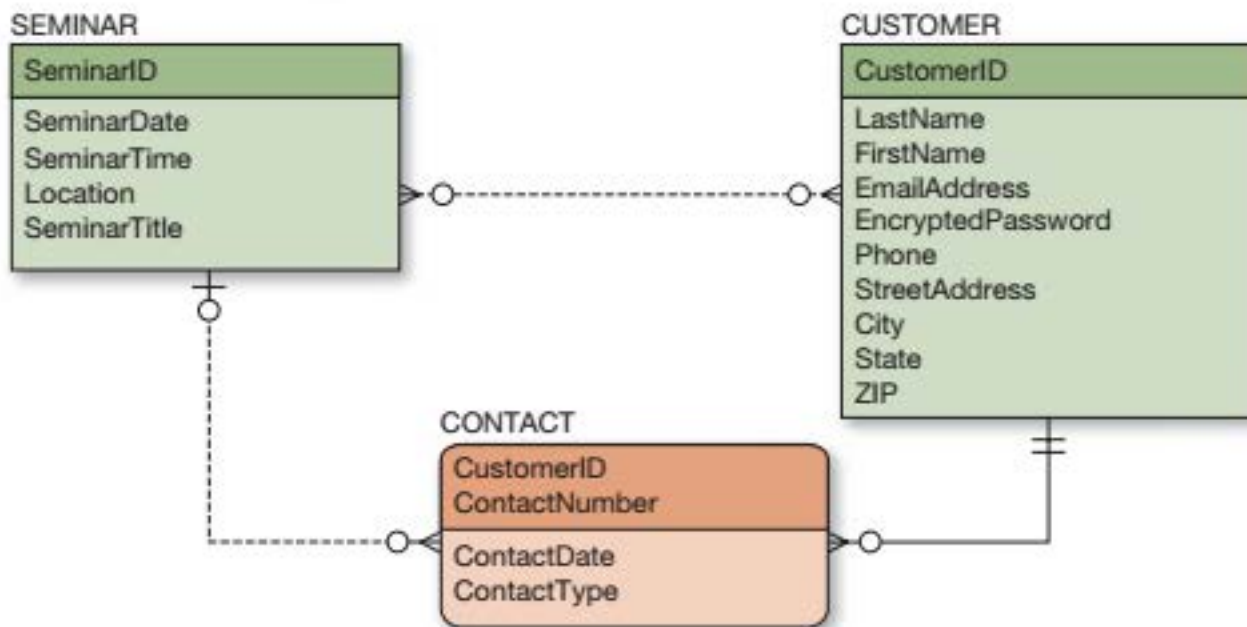 SEMINAR
SeminarID
SeminarDate
SeminarTime
Location
SeminarTitle
CUSTOMER
CustomerID
LastName
FirstName
EmailAddress
EncryptedPassword
Phone
StreetAddress
City
State
ZIP
CONTACT
CustomerID
ContactNumber
ContactDate
ContactType